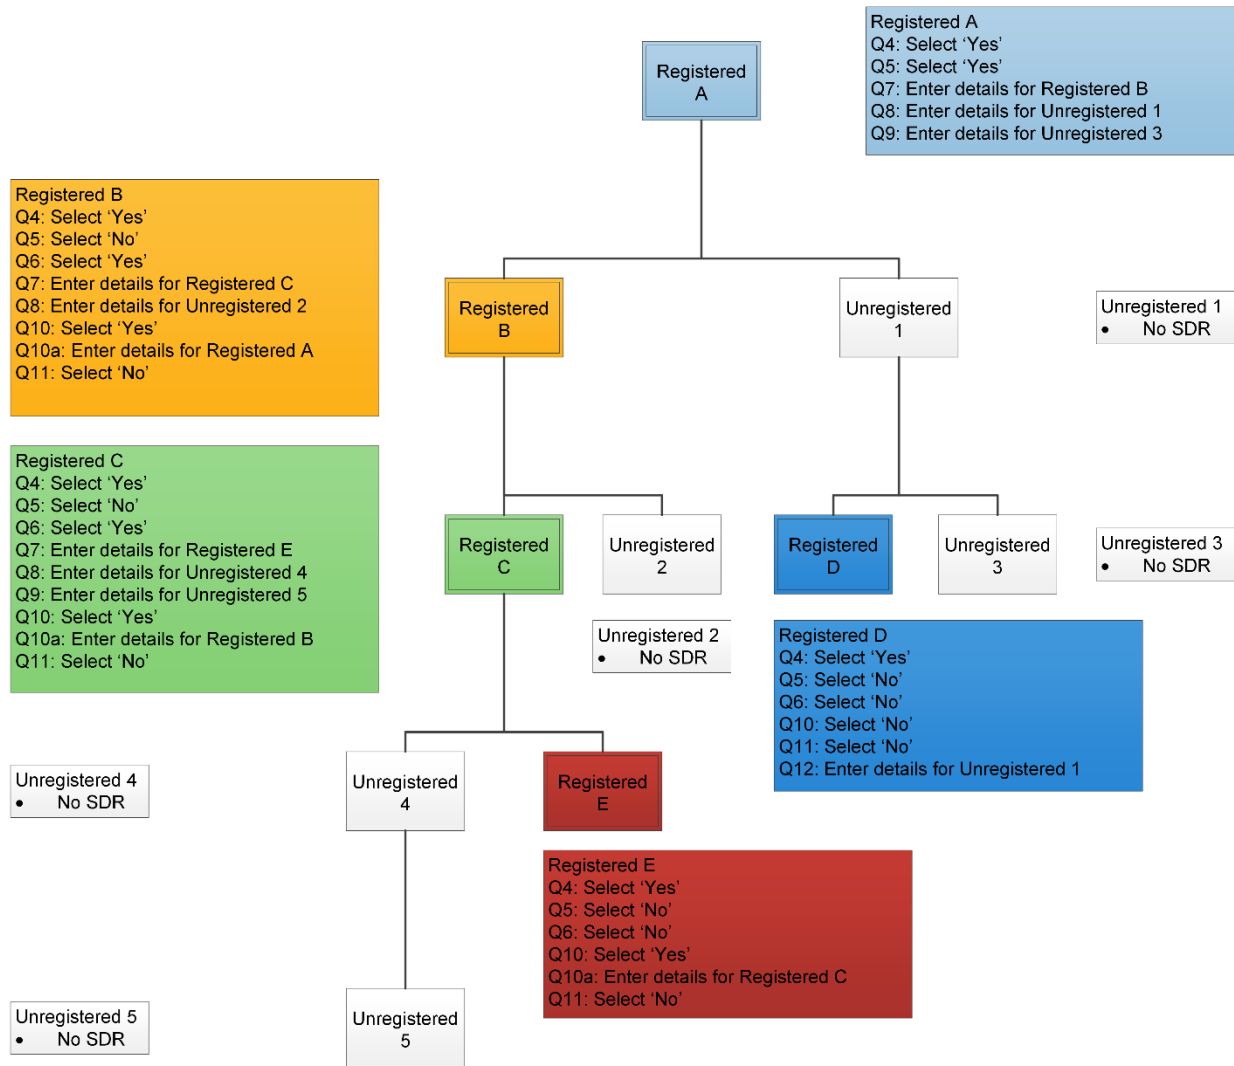 Registered A
Q4: Select ‘Yes’
Q5: Select ‘Yes’
Q7: Enter details for Registered B
Q8: Enter details for Unregistered 1
Q9: Enter details for Unregistered 3
Registered
A
Registered B
Q4: Select ‘Yes’
Q5: Select ‘No’
Q6: Select ‘Yes’
Q7: Enter details for Registered C
Q8: Enter details for Unregistered 2
Q10: Select ‘Yes’
Q10a: Enter details for Registered A
Q11: Select ‘No’
Registered
B
Unregistered
1
Unregistered 1
• No SDR
Registered C
Q4: Select ‘Yes’
Q5: Select ‘No’
Q6: Select ‘Yes’
Q7: Enter details for Registered E
Q8: Enter details for Unregistered 4
Q9: Enter details for Unregistered 5
Q10: Select ‘Yes’
Q10a: Enter details for Registered B
Q11: Select ‘No’
Registered
C
Unregistered
2
Registered
D
Unregistered
3
Unregistered 3
• No SDR
Unregistered 2
• No SDR
Registered D
Q4: Select ‘Yes’
Q5: Select ‘No’
Q6: Select ‘No’
Q10: Select ‘No’
Q11: Select ‘No’
Q12: Enter details for Unregistered 1
Unregistered 4
• No SDR
Unregistered
4
Registered
E
Registered E
Q4: Select ‘Yes’
Q5: Select ‘No’
Q6: Select ‘No’
Q10: Select ‘Yes’
Q10a: Enter details for Registered C
Q11: Select ‘No’
Unregistered 5
• No SDR
Unregistered
5